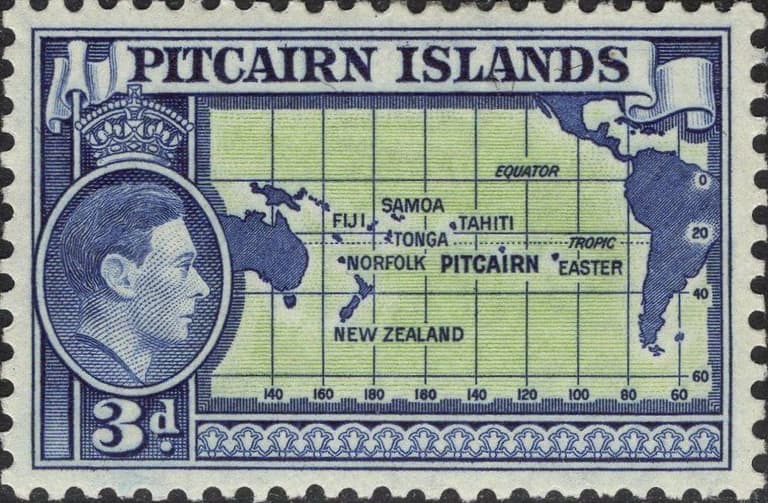 PITCAIRN ISLANDS
EQUATOR
0
SAMOA
FIJI
TAHITI
20
TONGA
TROPIC
NORFOLK
PITCAIRN
EASTER
40
NEW ZEALAND
60
140 160 180 160 140 120 100 80 60
3d.